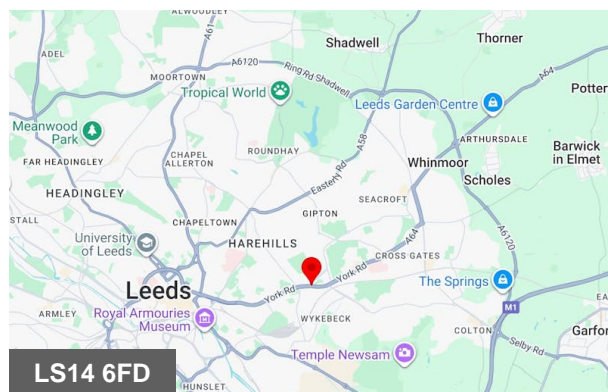 Shadwell
Thorner
ADEL
A61
A6120
Ring Rd Shadwell
A64
MOORTOWN
Tropical World
Leeds Garden Centre
Potter
Meanwood
Park
A58
ARTHURSDALE
Barwick
in Elmet
FAR HEADINGLEY
CHAPEL
ALLERTON
ROUNDHAY
Easterly Rd
Whinmoor
Scholes
HEADINGLEY
SEACROFT
STALL
CHAPELTOWN
GIPTON
A6120
University
of Leeds
HAREHILLS
A64
CROSS GATES
York Rd
The Springs
Leeds
York Rd
M1
ARMLEY
Royal Armouries
Museum
WYKEBECK
COLTON
Selby Rd
Garfor
Temple Newsam
HUNSLET
LS14 6FD